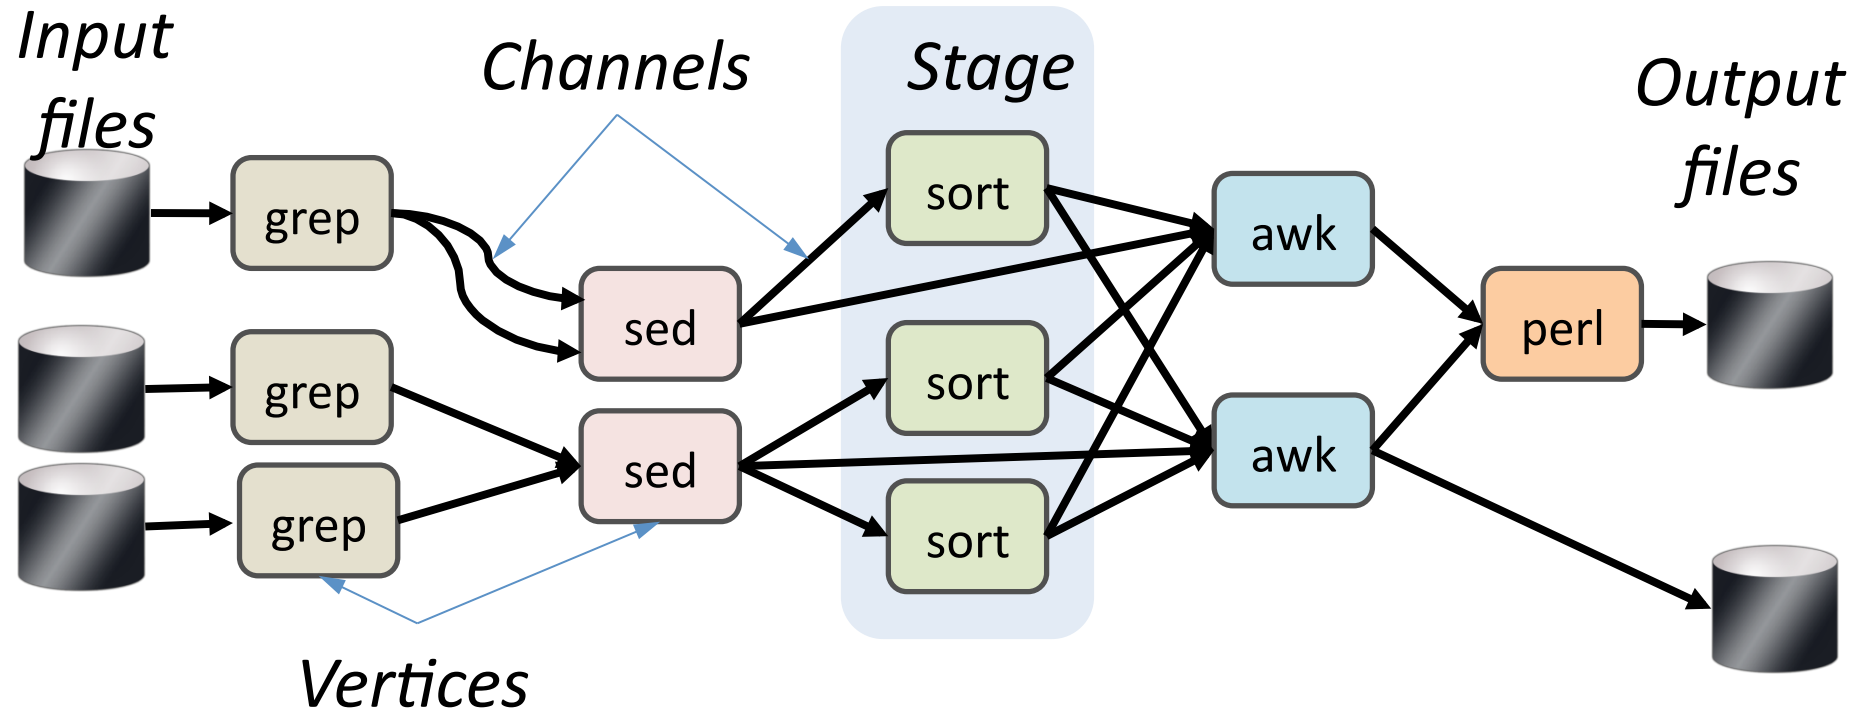 Input
files
Channels
Stage
Output
files
grep
grep
grep
sed
sed
sort
sort
sort
awk
awk
perl
Vertices